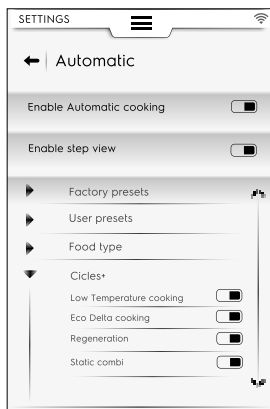 SETTINGS
Automatic
Enable Automatic cooking
Enable step view
Factory presets
User presets
Food type
Cicles+
Low Temperature cooking
Eco Delta cooking
Regeneration
Static combi